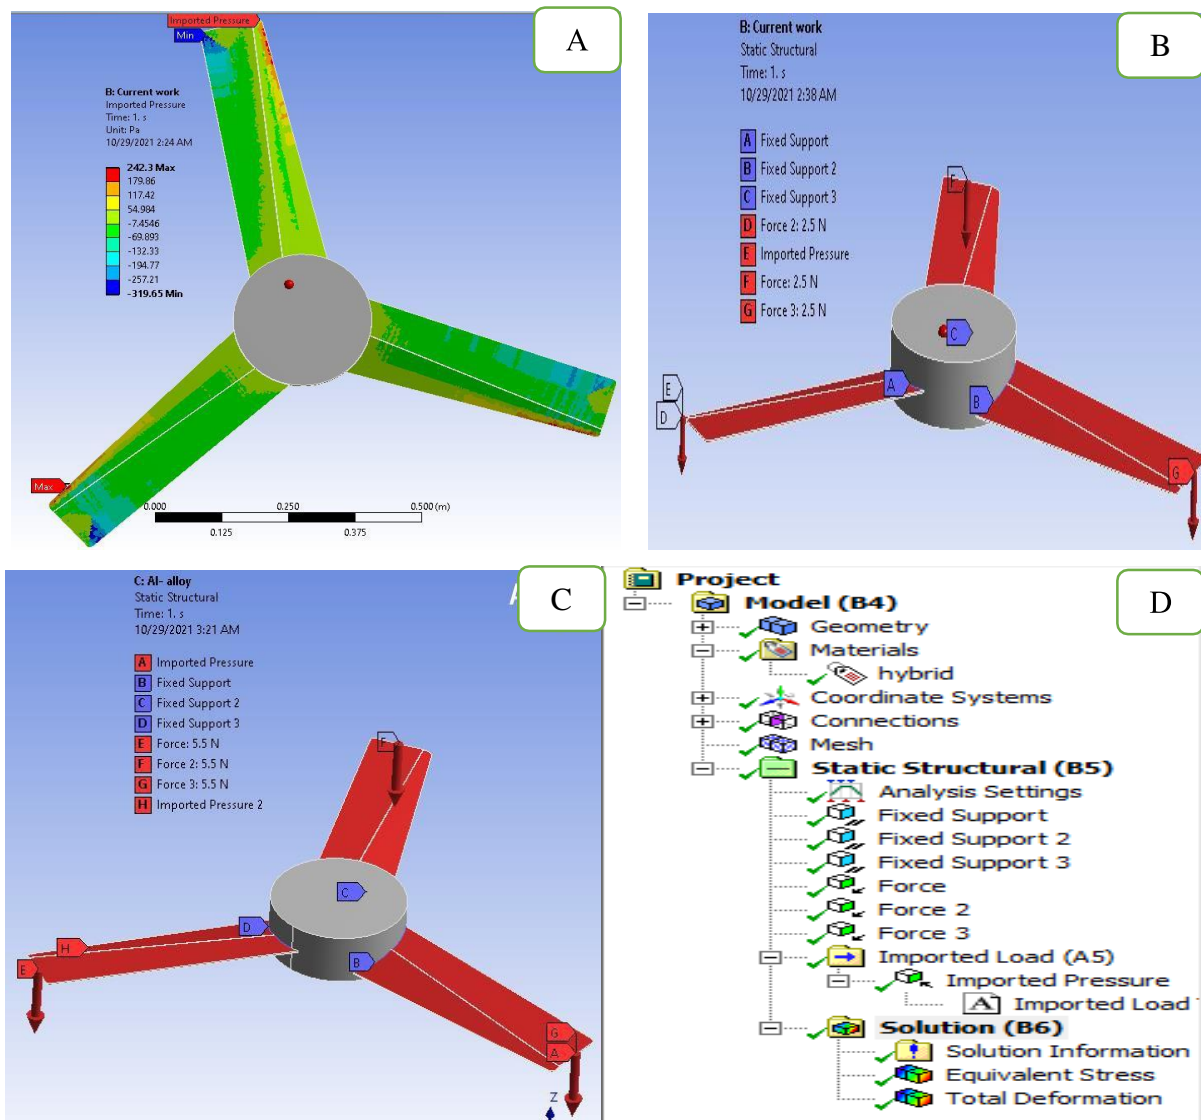 Imported Pressure
Min
A
B: Current work
Imported Pressure
Time: 1. s
Unit: Pa
10/29/2021 2:24 AM
242.3 Max
179.86
117.42
54.984
-7.4546
-69.893
-132.33
-194.77
-257.21
-319.65 Min
Max
0.000
0.250
0.500 (m)
0.125
0.375
B
B: Current work
Static Structural
Time: 1. s
10/29/2021 2:38 AM
A Fixed Support
B Fixed Support 2
C Fixed Support 3
D Force 2: 2.5 N
E Imported Pressure
F Force: 2.5 N
G Force 3: 2.5 N
F
C
A
B
E
D
G
C
C: Al- alloy
Static Structural
Time: 1. s
10/29/2021 3:21 AM
A Imported Pressure
B Fixed Support
C Fixed Support 2
D Fixed Support 3
E Force: 5.5 N
F Force 2: 5.5 N
G Force 3: 5.5 N
H Imported Pressure 2
F
C
D
H
B
E
G
A
Z
D
Project
Model (B4)
Geometry
Materials
hybrid
Coordinate Systems
Connections
Mesh
Static Structural (B5)
Analysis Settings
Fixed Support
Fixed Support 2
Fixed Support 3
Force
Force 2
Force 3
Imported Load (A5)
Imported Pressure
A Imported Load
Solution (B6)
Solution Information
Equivalent Stress
Total Deformation